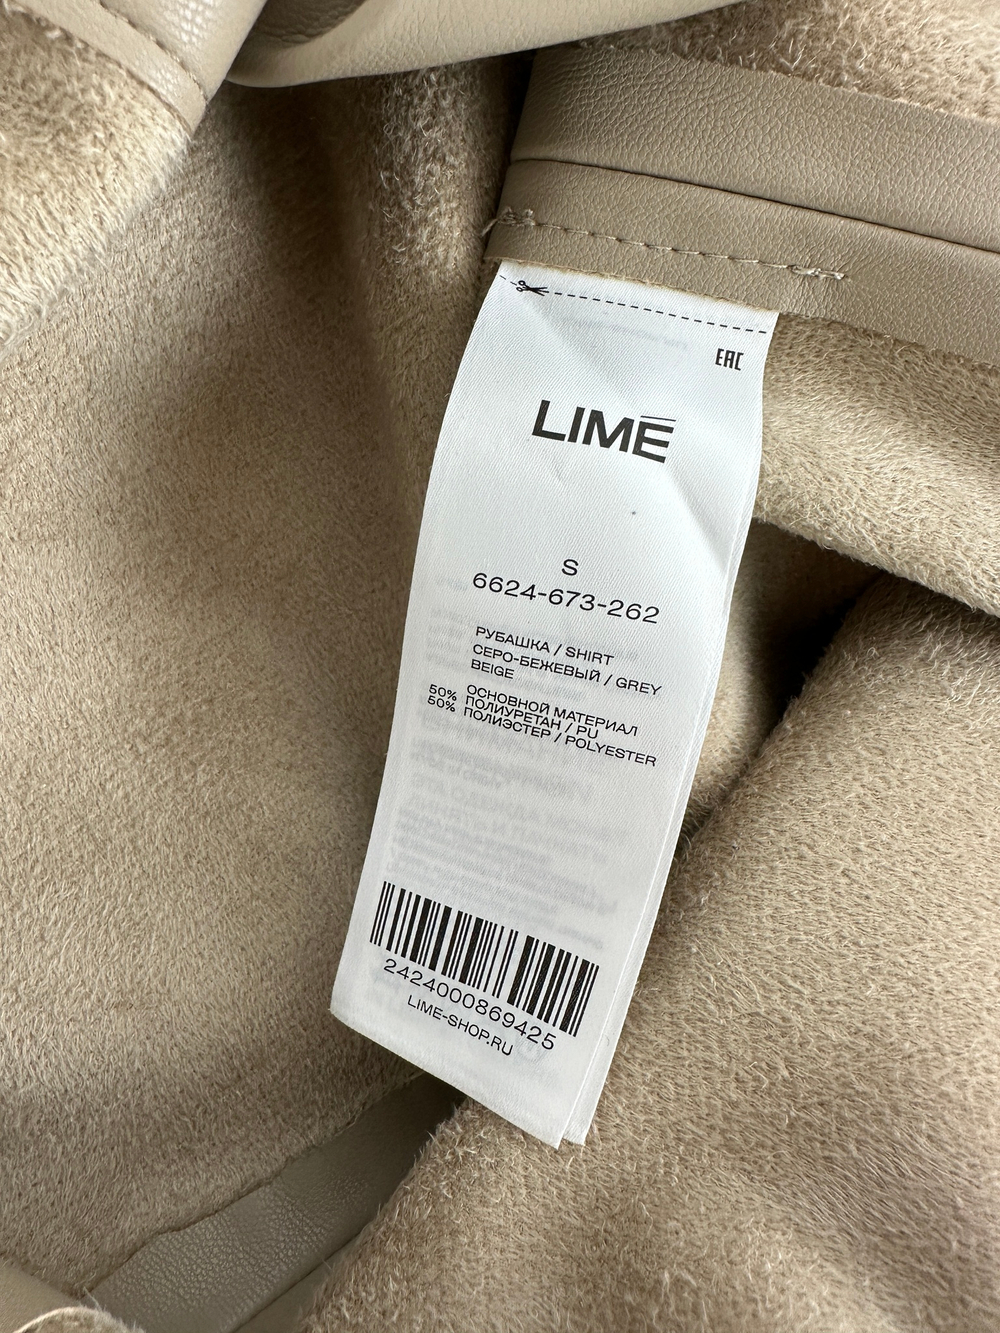 EAC
LIMĒ
S
6624-673-262
РУБАШКА / SHIRT
СЕРО-БЕЖЕВЫЙ / GREY
BEIGE
ОСНОВНОЙ МАТЕРИАЛ
50% ПОЛИУРЕТАН / PU
50% ПОЛИЭСТЕР / POLYESTER
2424000869425
LIME-SHOP.RU